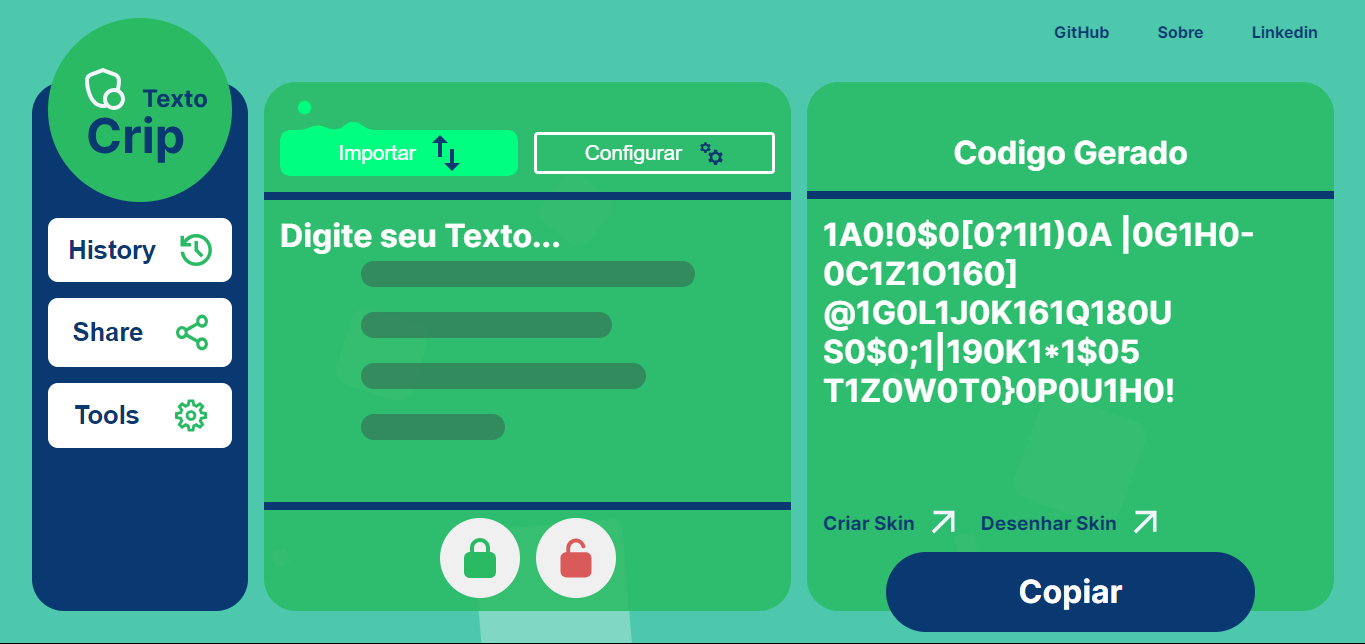 GitHub Sobre Linkedin
Texto
Crip
History
Share
Tools
Importar Configurar
Digite seu Texto...
Codigo Gerado
1A0!0$0[0?1I1)0A |0G1H0-
0C1Z1O160]
@1G0L1J0K161Q180U
S0$0;1|190K1*1$05
T1Z0W0T0}0P0U1H0!
Criar Skin Desenhar Skin
Copiar